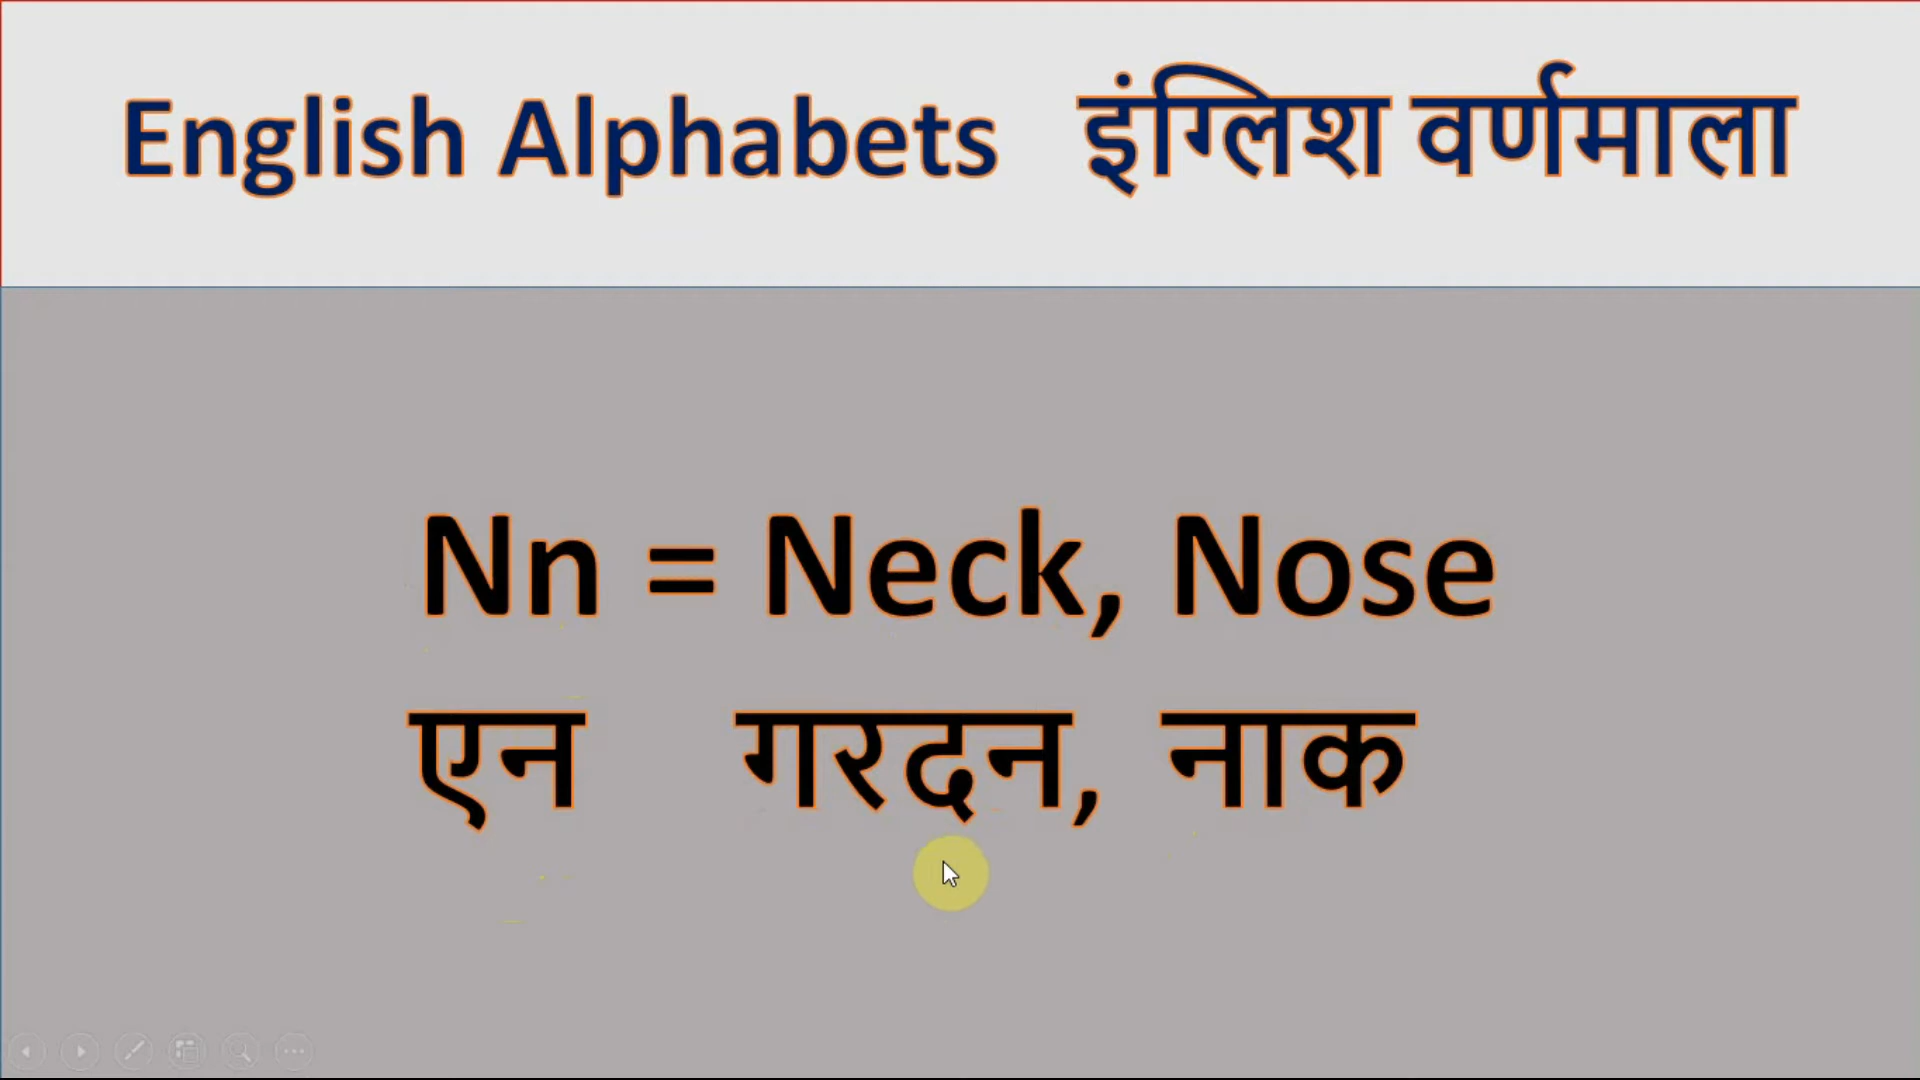 English Alphabets इंग्लिश वर्णमाला
Nn = Neck, Nose
एन गरदन, नाक